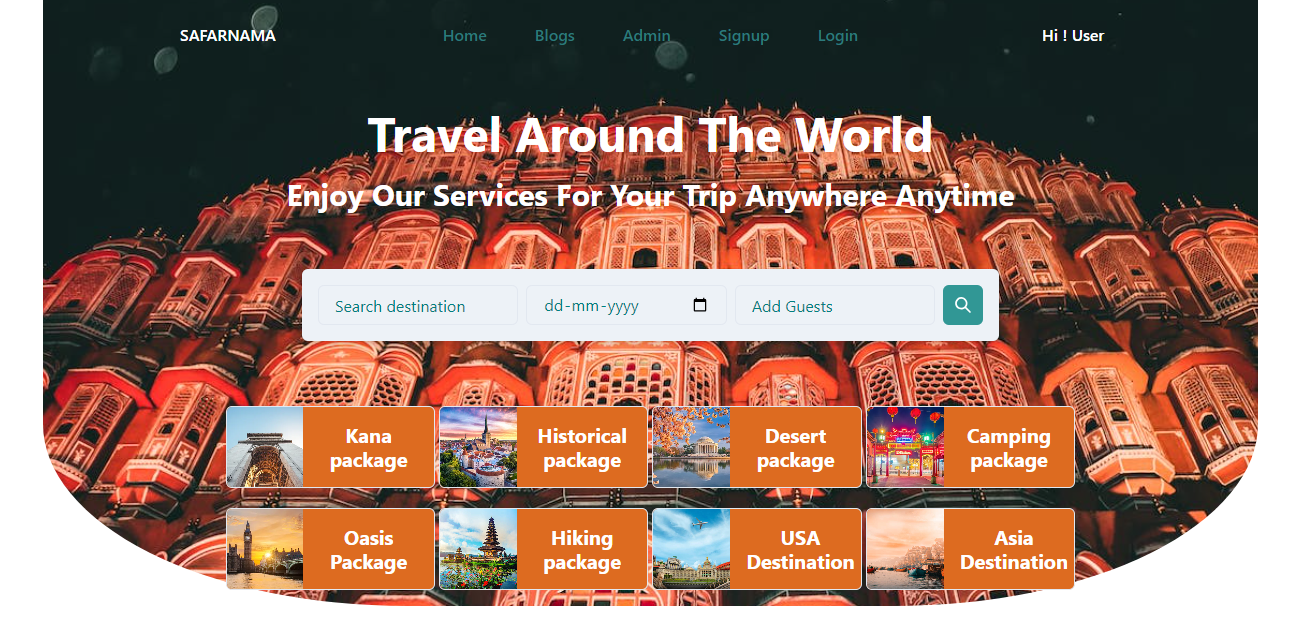 SAFARNAMA Home Blogs Admin Signup Login Hi ! User
Travel Around The World
Enjoy Our Services For Your Trip Anywhere Anytime
Search destination dd-mm-yyyy Add Guests
Kana
package
Historical
package
Desert
package
Camping
package
Oasis
Package
Hiking
package
USA
Destination
Asia
Destination